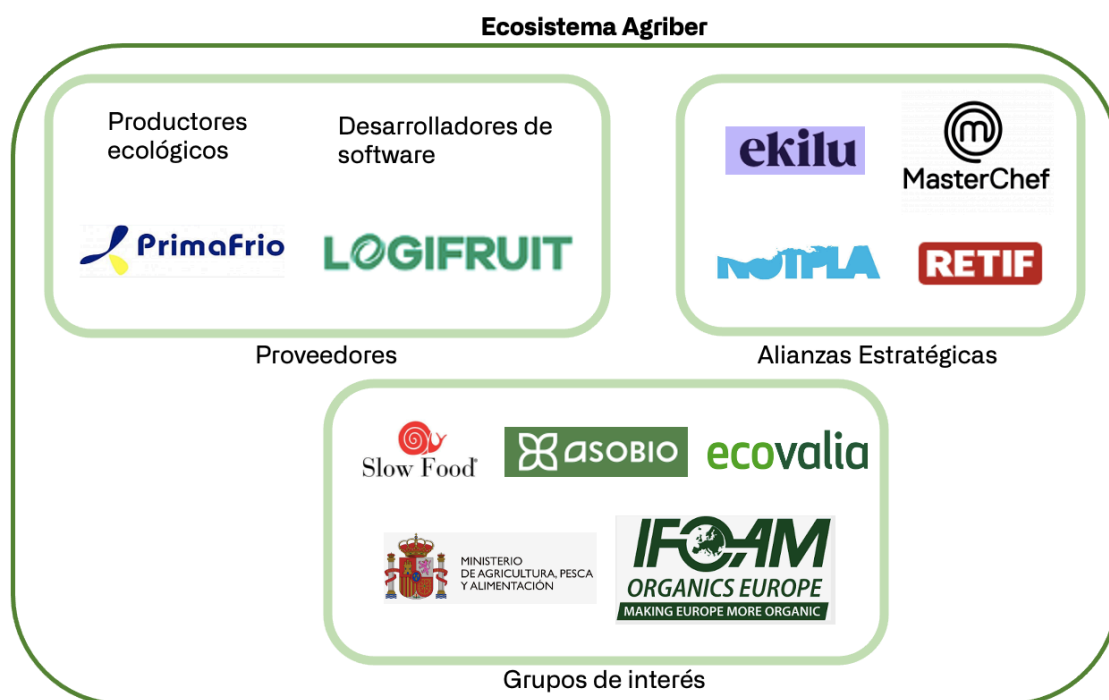 Ecosistema Agriber
Productores
ecológicos
Desarrolladores de
software
PrimaFrio
LOGIFRUIT
Proveedores
ekilu
m
MasterChef
NOTPLA
RETIF
Alianzas Estratégicas
Slow Food®
asobio
ecovalia
MINISTERIO
DE AGRICULTURA, PESCA
Y ALIMENTACIÓN
IFOAM
ORGANICS EUROPE
MAKING EUROPE MORE ORGANIC
Grupos de interés